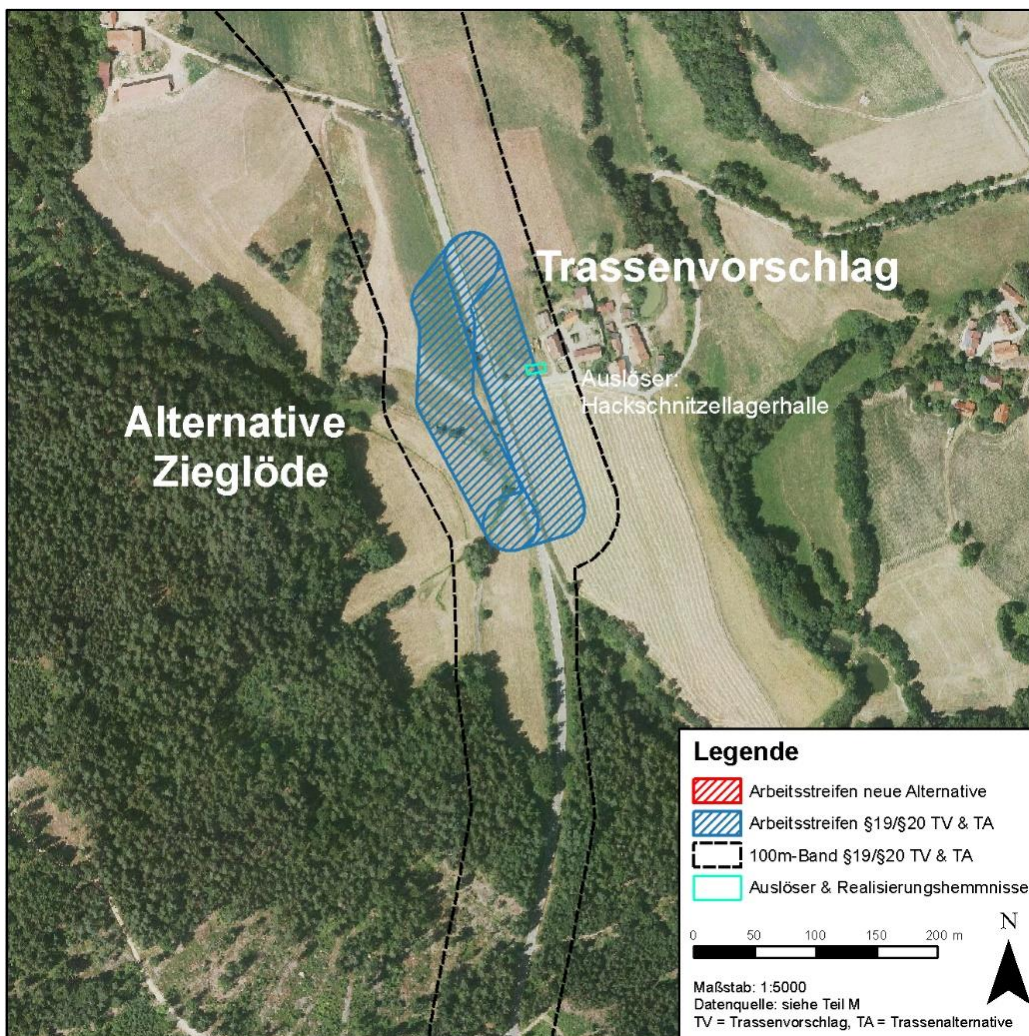 Trassenvorschlag
Auslöser:
Hackschnitzellagerhalle
Alternative
Zieglöde
Legende
Arbeitsstreifen neue Alternative
Arbeitsstreifen §19/§20 TV & TA
100m-Band §19/§20 TV & TA
Auslöser & Realisierungshemmnisse
N
0 50 100 150 200 m
Maßstab: 1:5000
Datenquelle: siehe Teil M
TV = Trassenvorschlag, TA = Trassenalternative